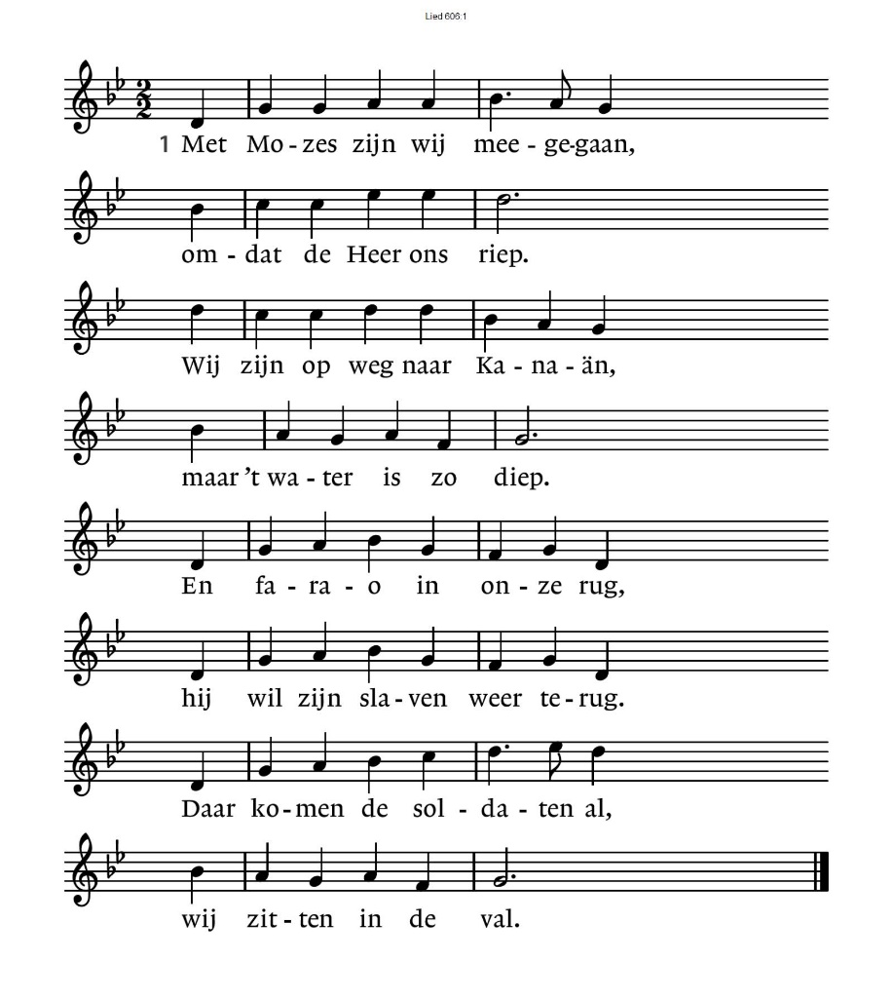 Lied 606:1
2
2
1 Met Mo - zes zijn wij mee - ge-gaan,
om - dat de Heer ons riep.
Wij zijn op weg naar Ka - na - än,
maar ’t wa - ter is zo diep.
En fa - ra - o in on - ze rug,
hij wil zijn sla - ven weer te - rug.
Daar ko - men de sol - da - ten al,
wij zit - ten in de val.